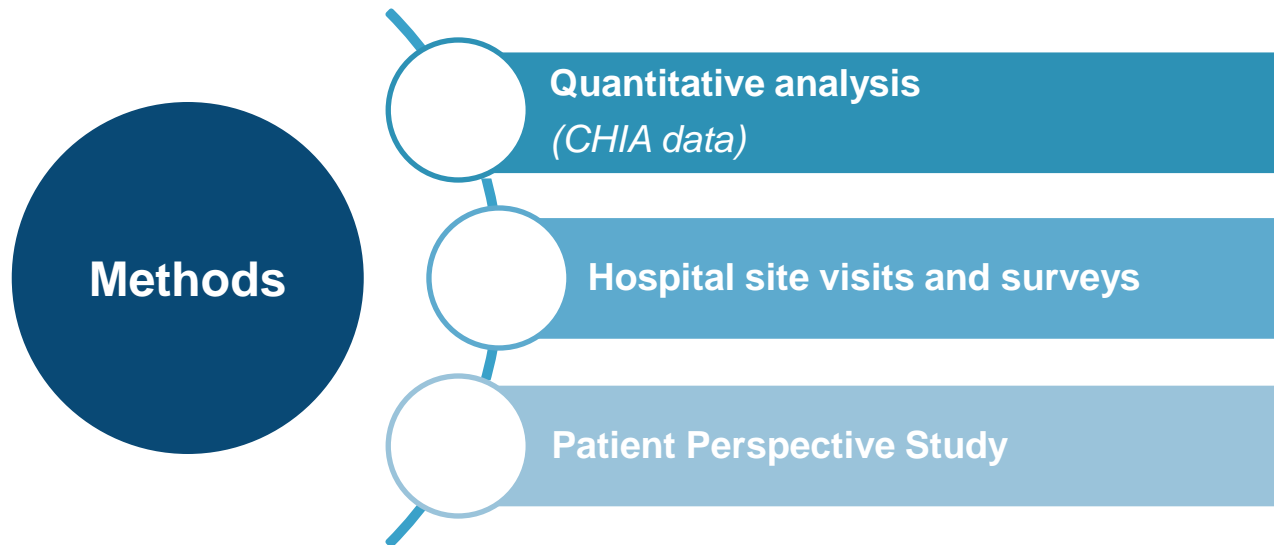 Methods
Quantitative analysis
(CHIA data)
Hospital site visits and surveys
Patient Perspective Study